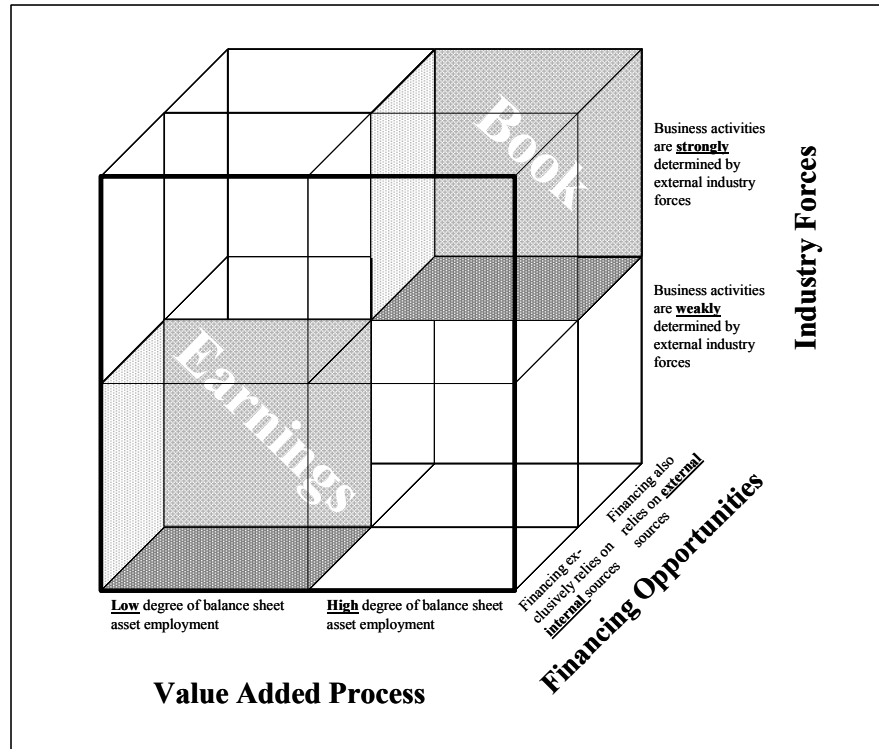 Book
Business activities
are strongly
determined by
external industry
forces
Industry Forces
Business activities
are weakly
determined by
external industry
forces
Earnings
Financing ex-
clusively relies on
internal sources
Financing also
relies on external
sources
Financing Opportunities
Low degree of balance sheet
asset employment
High degree of balance sheet
asset employment
Value Added Process